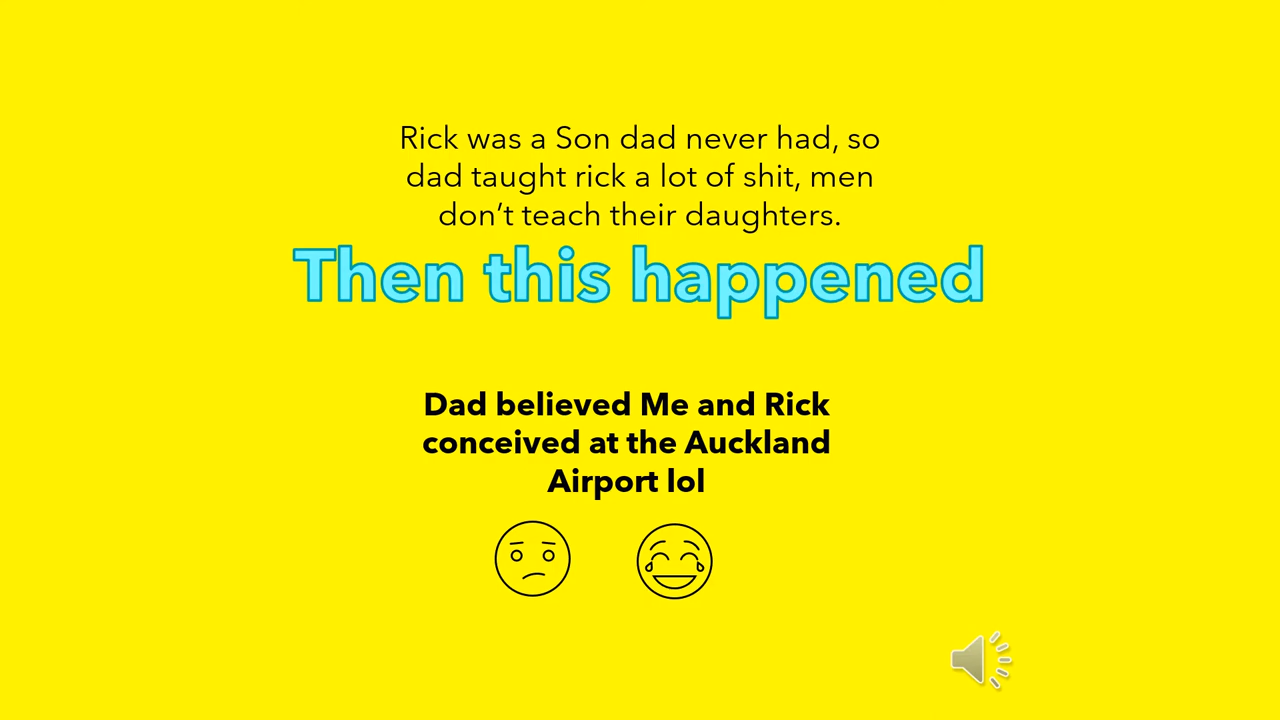 Rick was a Son dad never had, so
dad taught rick a lot of shit, men
don’t teach their daughters.
Then this happened
Dad believed Me and Rick
conceived at the Auckland
Airport lol